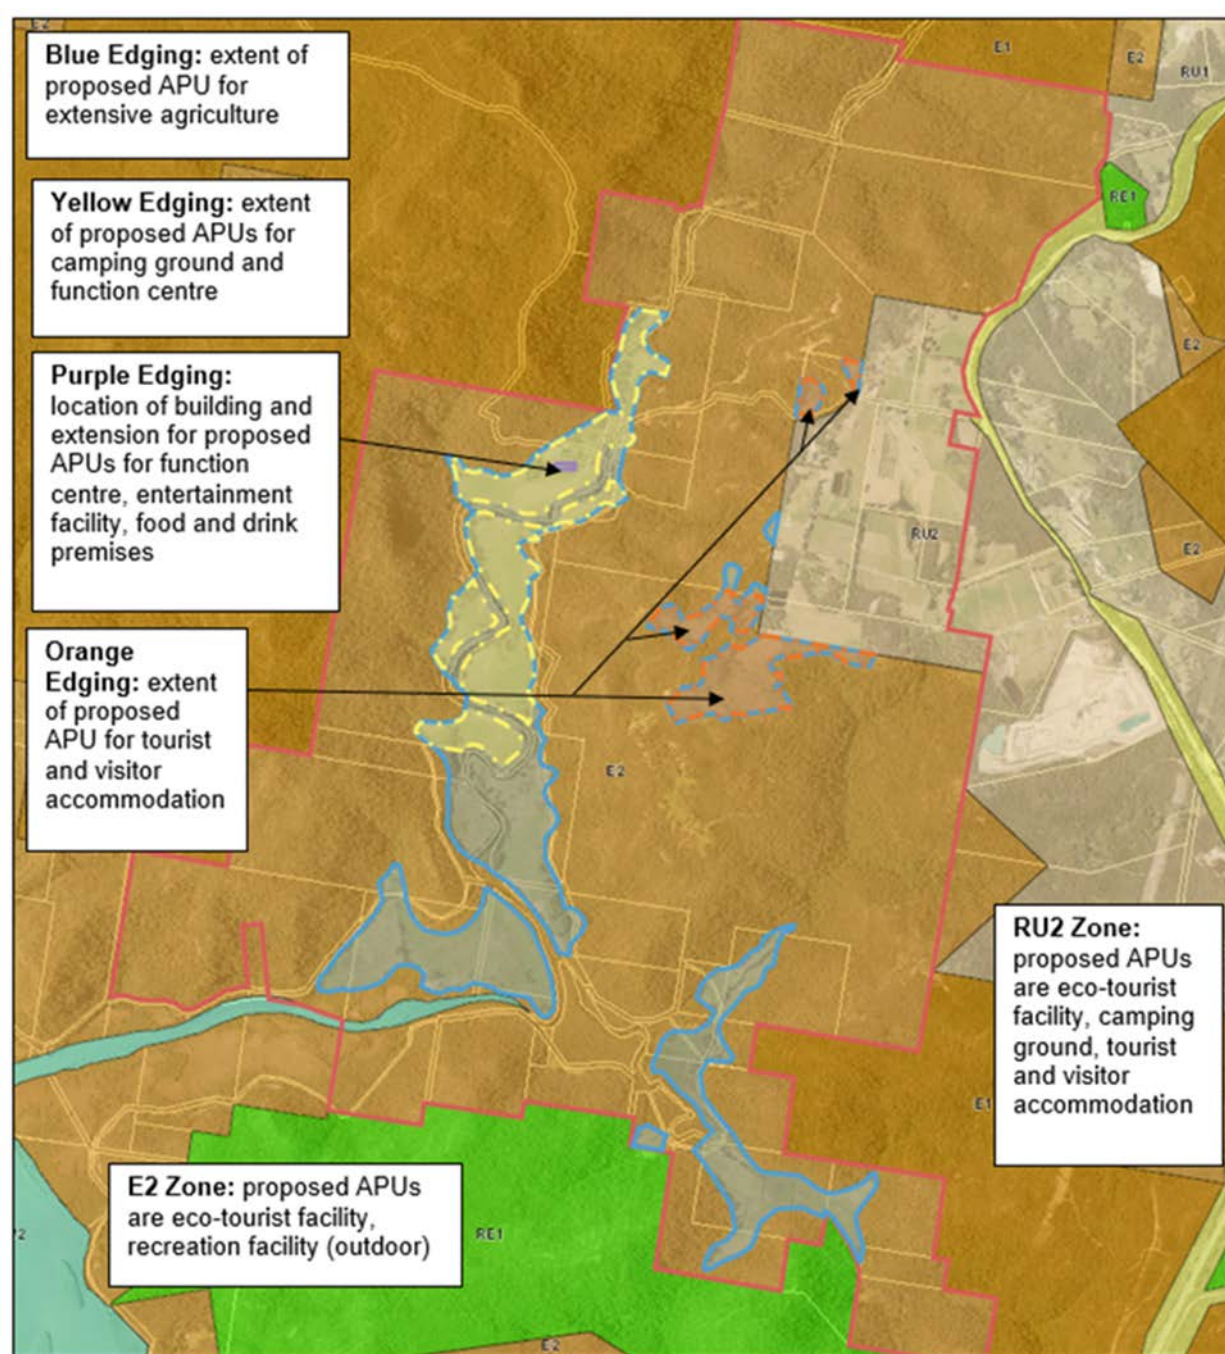 E2
Blue Edging: extent of
proposed APU for
extensive agriculture
Yellow Edging: extent
of proposed APUs for
camping ground and
function centre
Purple Edging:
location of building and
extension for proposed
APUs for function
centre, entertainment
facility, food and drink
premises
Orange
Edging: extent
of proposed
APU for tourist
and visitor
accommodation
E1
E2
RU1
RE1
E2
RU2
E2
E2
RU2 Zone:
proposed APUs
are eco-tourist
facility, camping
ground, tourist
and visitor
accommodation
E1
E2 Zone: proposed APUs
are eco-tourist facility,
recreation facility (outdoor)
RE1
E2